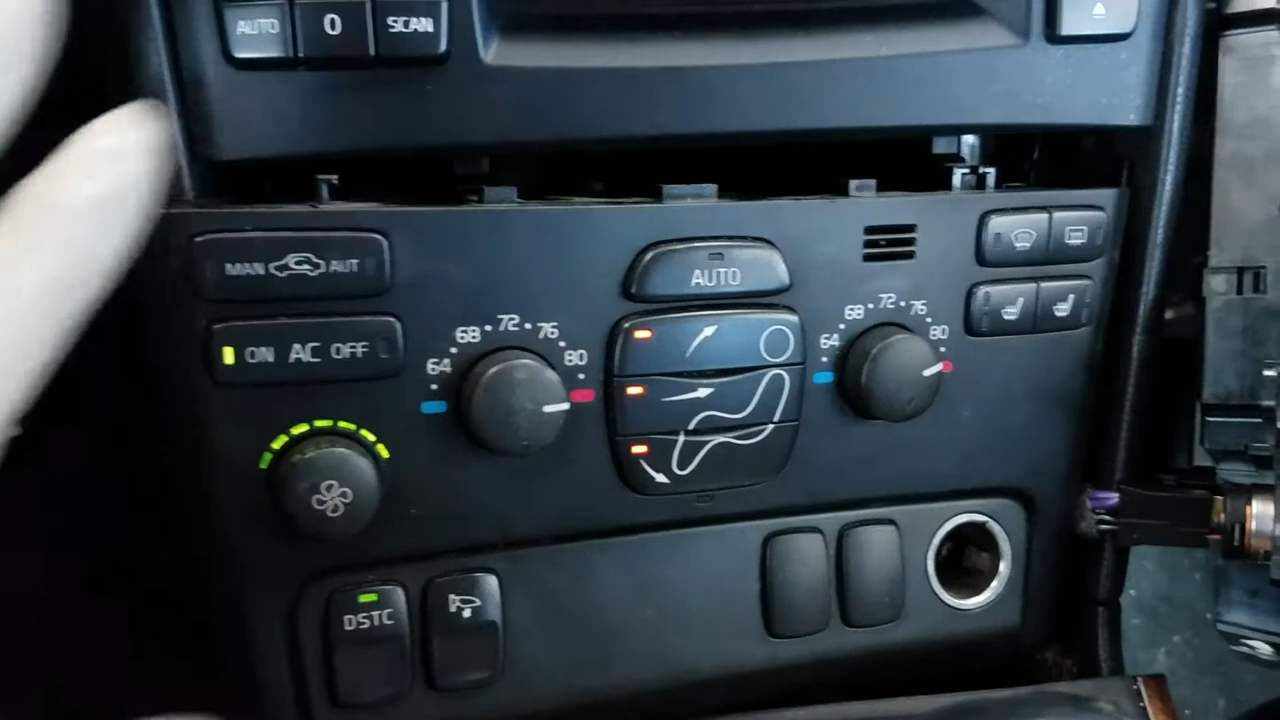 AUTO 0 SCAN
MAN AUT
ON AC OFF
AUTO
64 68 72 76 80
64 68 72 76 80
DSTC